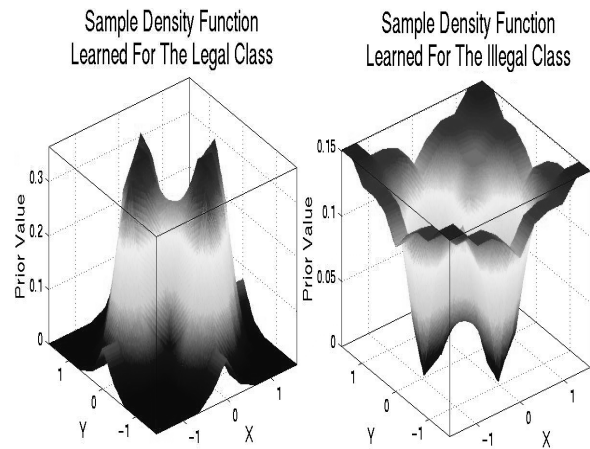 Sample Density Function
Learned For The Legal Class
Prior Value
0.3
0.2
0.1
0
1
0
-1
Y
-1
0
1
X
Sample Density Function
Learned For The Illegal Class
Prior Value
0.15
0.1
0.05
0
1
0
-1
Y
-1
0
1
X